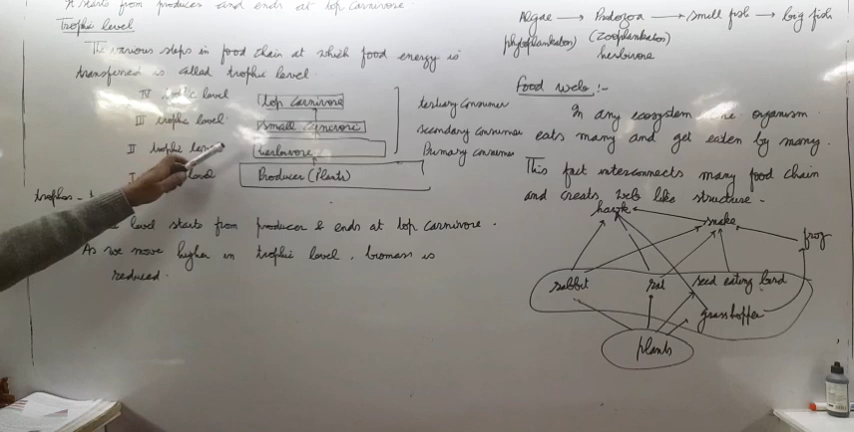 starts from producer and ends at top carnivore.
Trophic level
The various steps in food chain at which food energy is
transferred is called trophic level.
IV trophic level top carnivore tertiary consumer
III trophic level small carnivore secondary consumer
II trophic level herbivore Primary consumer
I level Producer (Plants)
trophos -
level starts from producer & ends at top carnivore.
As we move higher in trophic level, biomass is
reduced.
Algae → Protozoa → small fish → big fish
(phytoplankton) (zooplankton)
herbivore
Food web :-
In any ecosystem one organism
eats many and get eaten by many.
This fact interconnects many food chain
and creats web like structure.
hawk
snake
frog
rabbit rat seed eating bird
grasshopper
plants